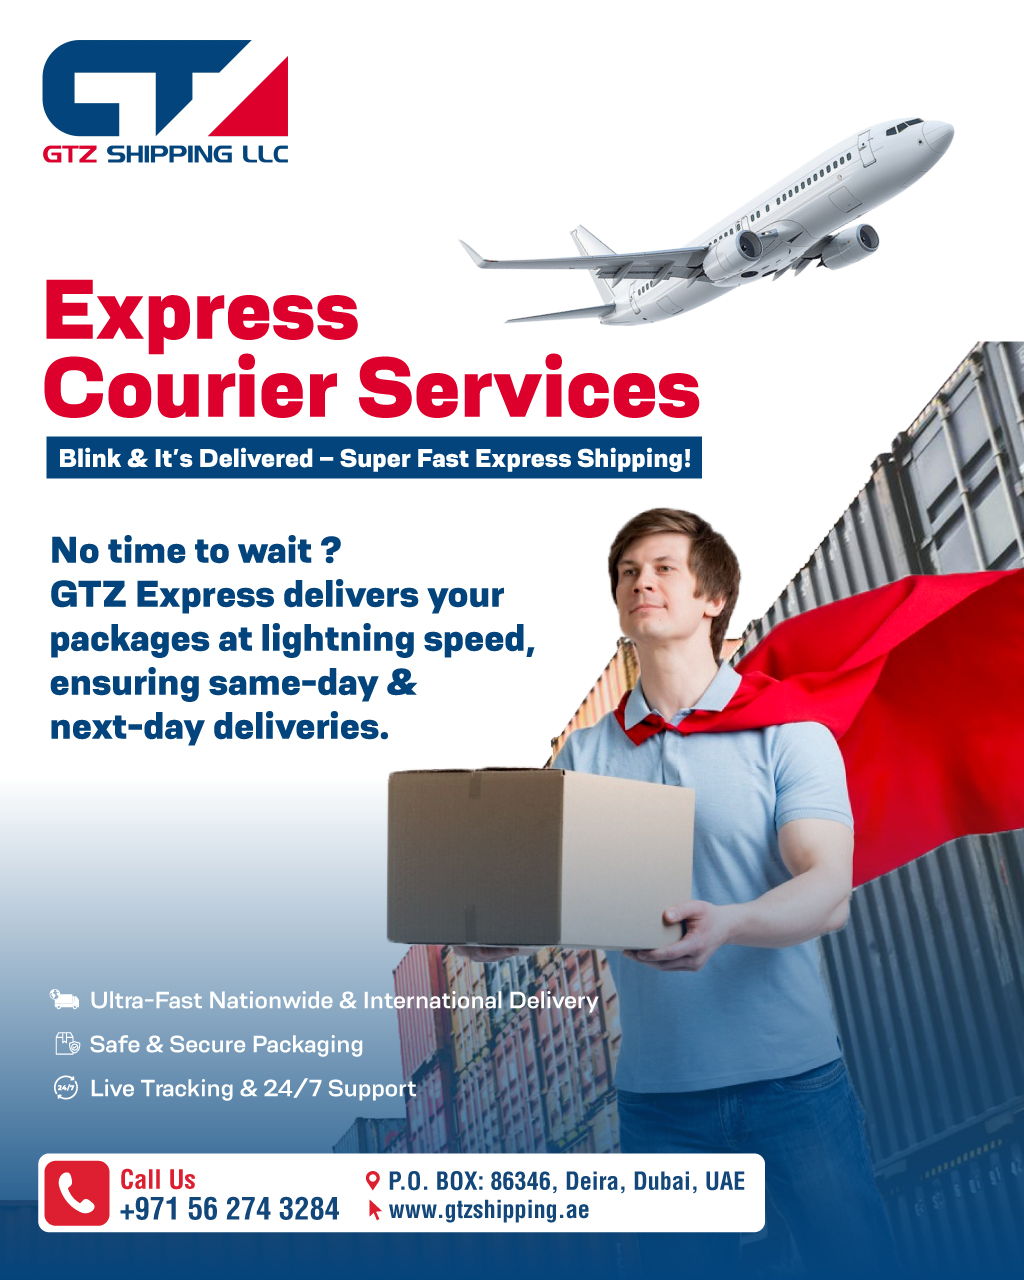 GTZ SHIPPING LLC
Express
Courier Services
Blink & It's Delivered – Super Fast Express Shipping!
No time to wait ?
GTZ Express delivers your
packages at lightning speed,
ensuring same-day &
next-day deliveries.
Ultra-Fast Nationwide & International Delivery
Safe & Secure Packaging
24/7
Live Tracking & 24/7 Support
Call Us
+971 56 274 3284
P.O. BOX: 86346, Deira, Dubai, UAE
www.gtzshipping.ae